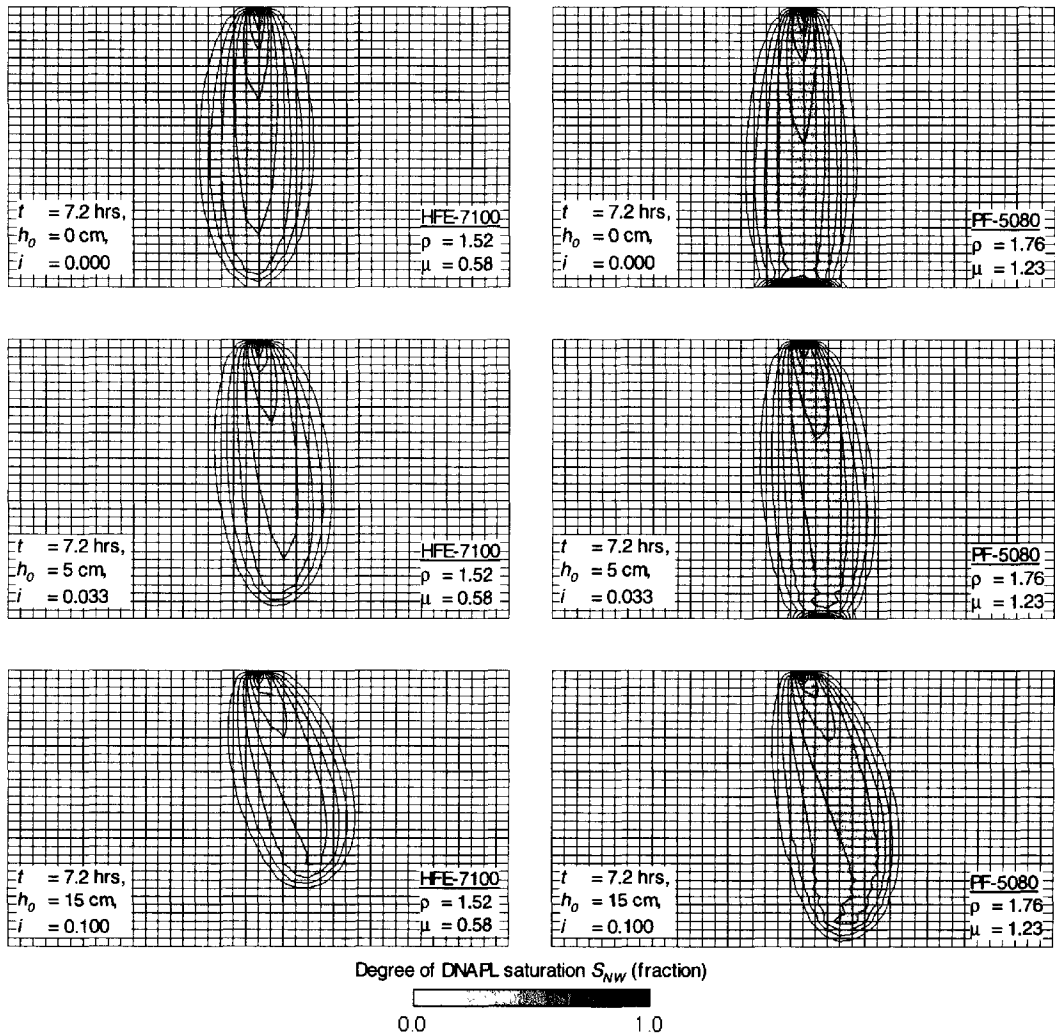 t = 7.2 hrs,
h₀ = 0 cm,
i = 0.000
HFE-7100
ρ = 1.52
μ = 0.58
t = 7.2 hrs,
h₀ = 0 cm,
i = 0.000
PF-5080
ρ = 1.76
μ = 1.23
t = 7.2 hrs,
h₀ = 5 cm,
i = 0.033
HFE-7100
ρ = 1.52
μ = 0.58
t = 7.2 hrs,
h₀ = 5 cm,
i = 0.033
PF-5080
ρ = 1.76
μ = 1.23
t = 7.2 hrs,
h₀ = 15 cm,
i = 0.100
HFE-7100
ρ = 1.52
μ = 0.58
t = 7.2 hrs,
h₀ = 15 cm,
i = 0.100
PF-5080
ρ = 1.76
μ = 1.23
Degree of DNAPL saturation S_NW (fraction)
0.0 1.0